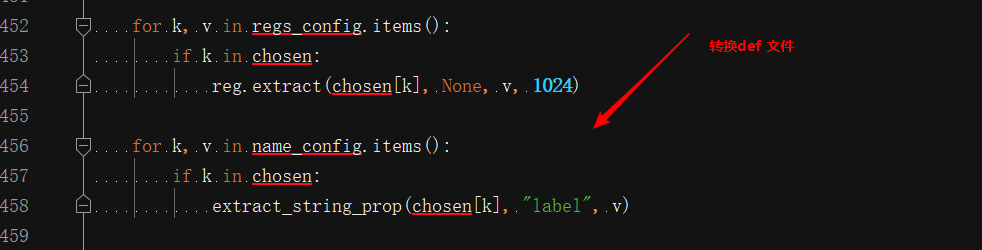 452 for k, v in regs_config.items():
453 if k in chosen:
454 reg.extract(chosen[k], None, v, 1024)
455
456 for k, v in name_config.items():
457 if k in chosen:
458 extract_string_prop(chosen[k], "label", v)
459
转换def 文件